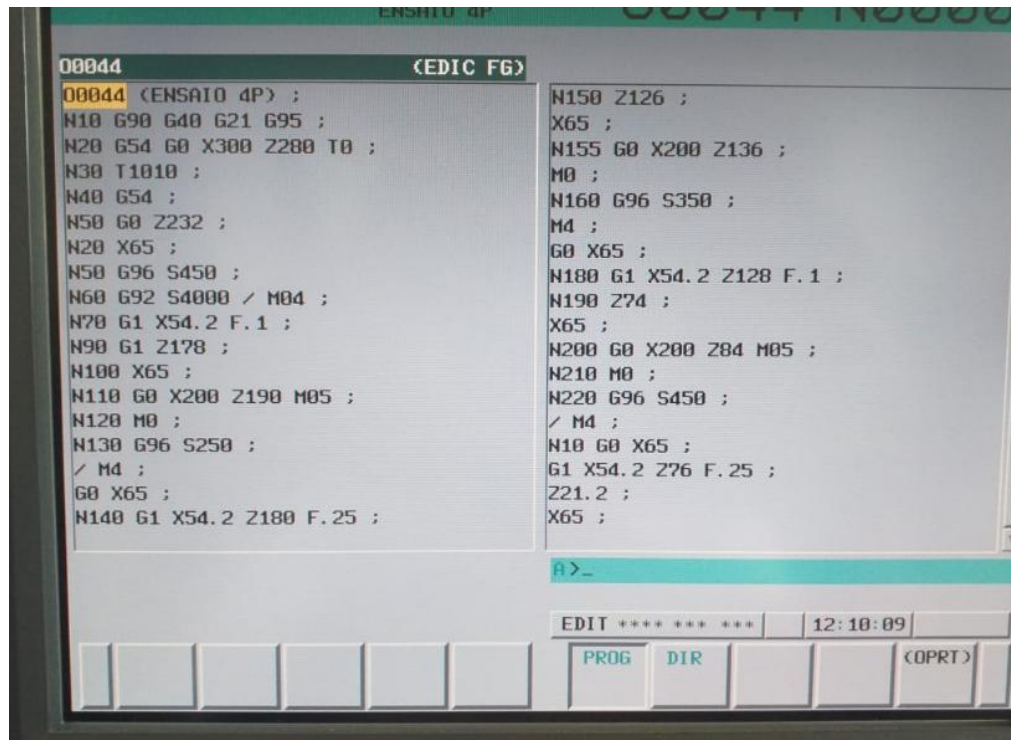 ENSAIO 4P O0044 N0000
O0044 (EDIC FG)
O0044 (ENSAIO 4P) ;
N10 G90 G40 G21 G95 ;
N20 G54 G0 X300 Z280 T0 ;
N30 T1010 ;
N40 G54 ;
N50 G0 Z232 ;
N20 X65 ;
N50 G96 S450 ;
N60 G92 S4000 / M04 ;
N70 G1 X54.2 F.1 ;
N90 G1 Z178 ;
N100 X65 ;
N110 G0 X200 Z190 M05 ;
N120 M0 ;
N130 G96 S250 ;
/ M4 ;
G0 X65 ;
N140 G1 X54.2 Z180 F.25 ;
N150 Z126 ;
X65 ;
N155 G0 X200 Z136 ;
M0 ;
N160 G96 S350 ;
M4 ;
G0 X65 ;
N180 G1 X54.2 Z128 F.1 ;
N190 Z74 ;
X65 ;
N200 G0 X200 Z84 M05 ;
N210 M0 ;
N220 G96 S450 ;
/ M4 ;
N10 G0 X65 ;
G1 X54.2 Z76 F.25 ;
Z21.2 ;
X65 ;
A>_
EDIT **** *** *** 12:10:09
PROG DIR (OPRT)